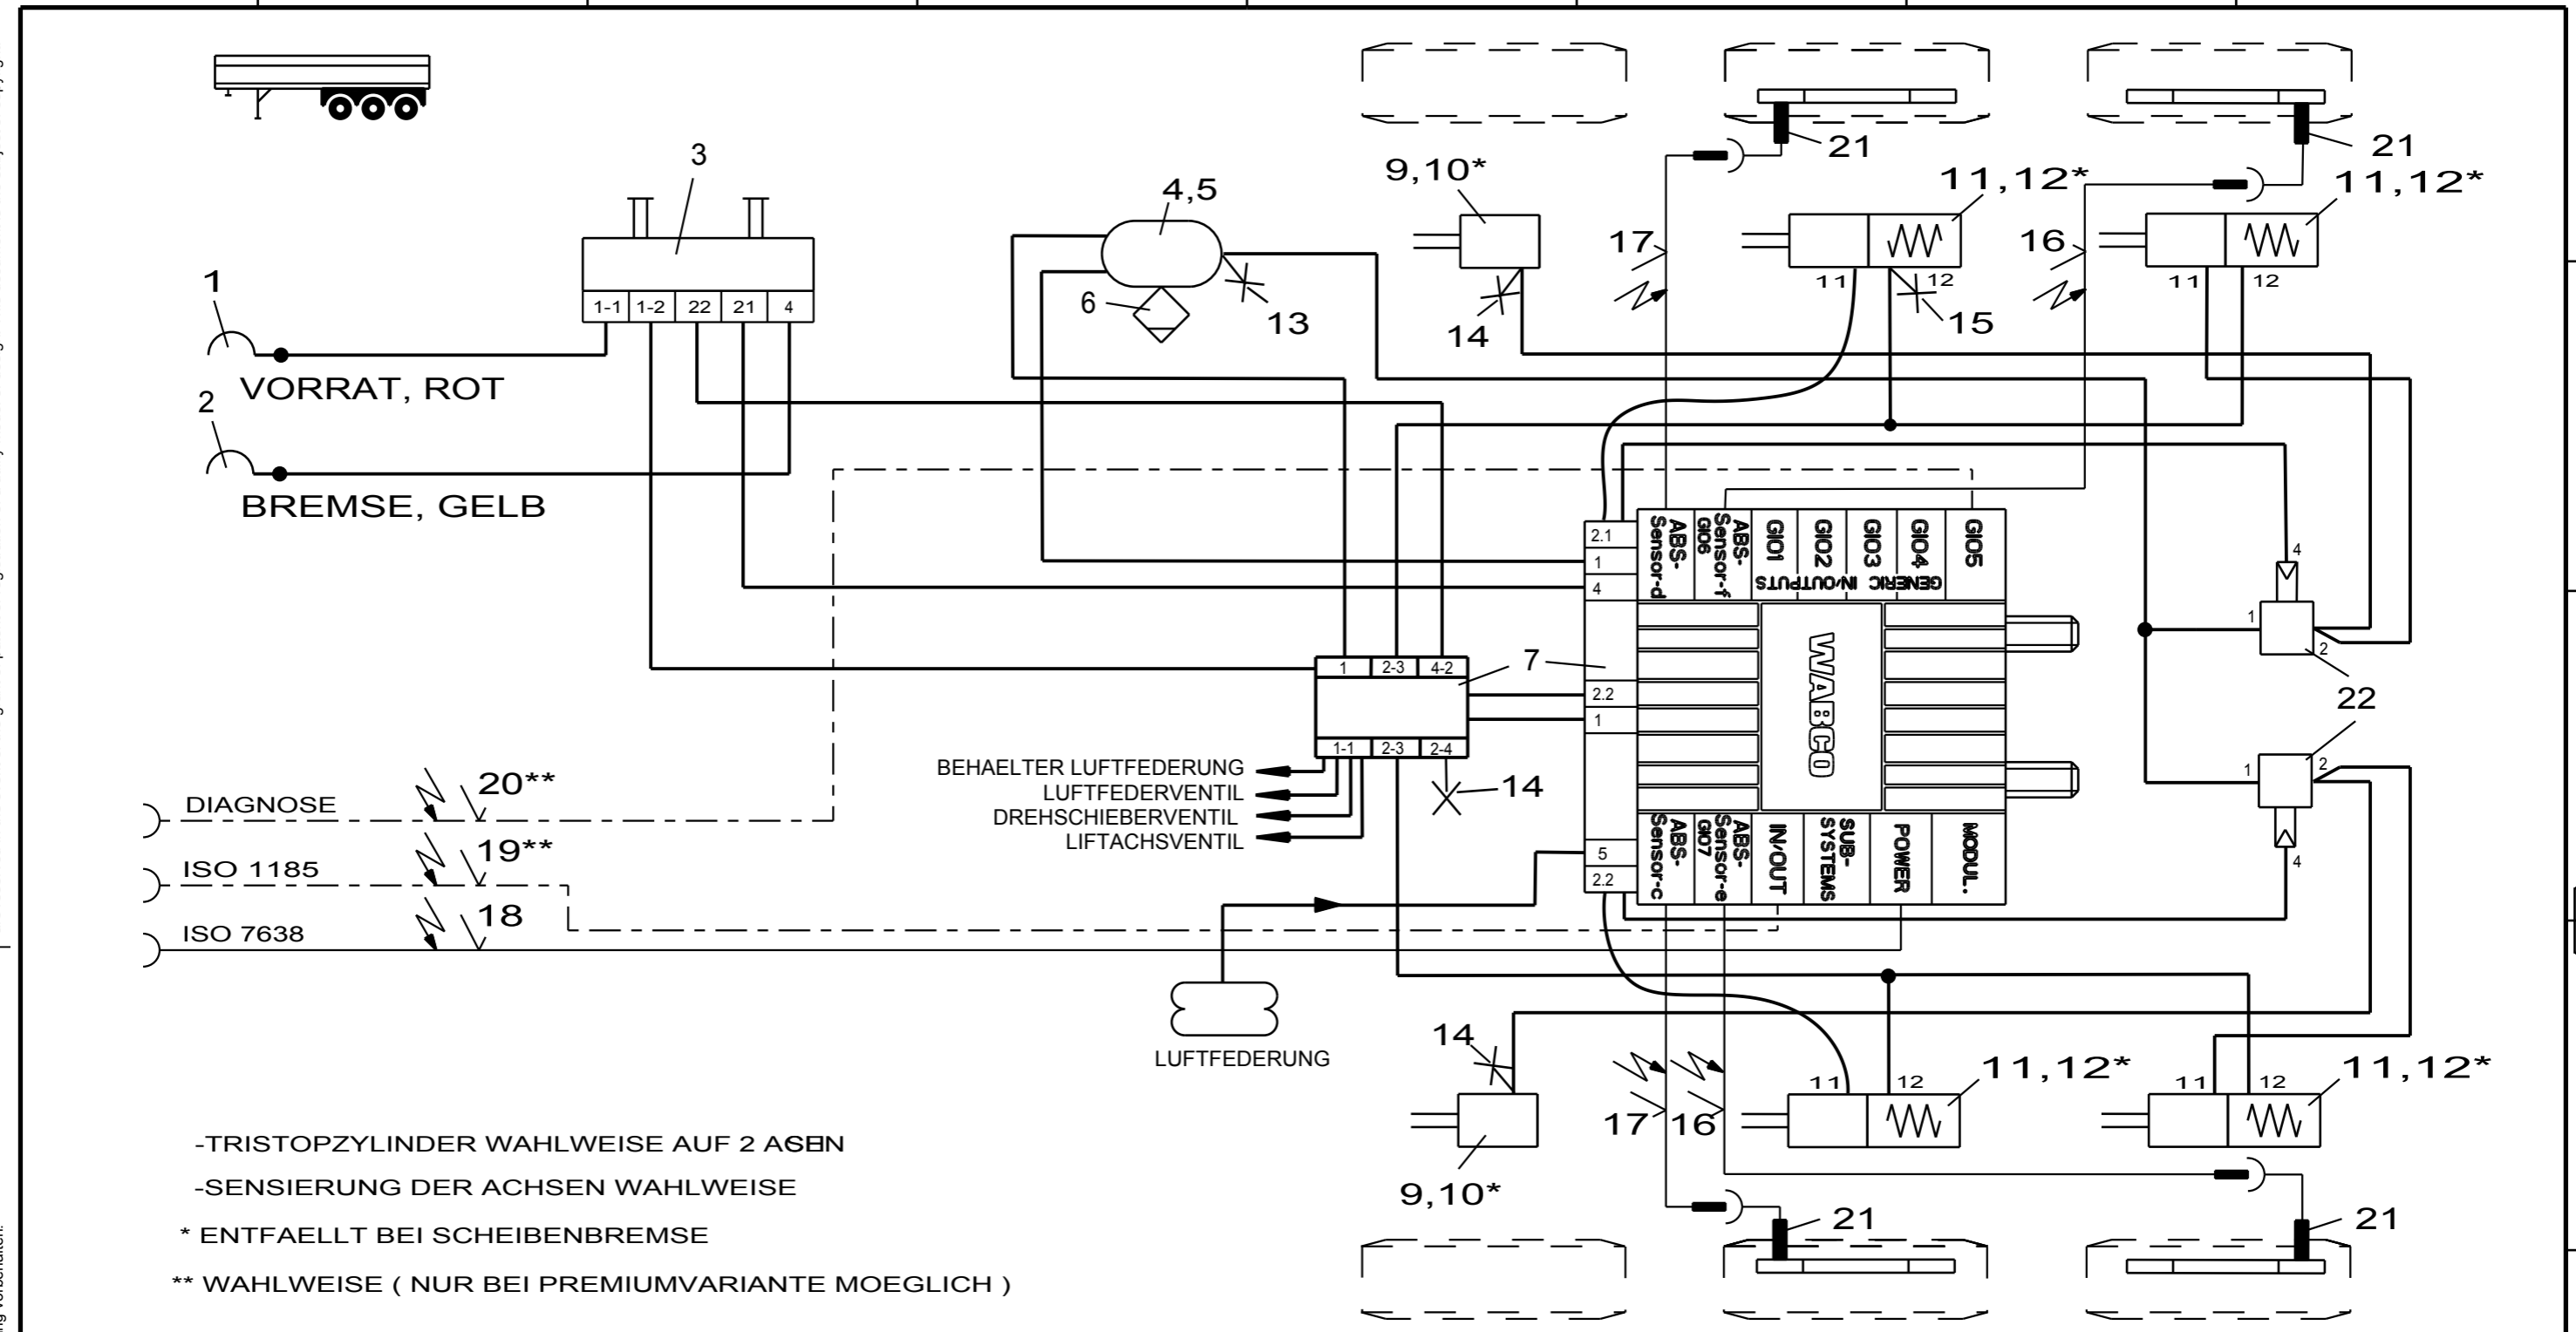 3
4,5
9,10*
21
21
11,12*
11,12*
17
16
1
1-1 1-2 22 21 4
6
13
14
11 12
15
11 12
VORRAT, ROT
2
BREMSE, GELB
2.1
1
4
ABS-
Sensor-d
ABS-
Sensor-f
GIO6
GIO1
GIO2
GIO3
GIO4
GIO5
GENERIC IN/OUTPUTS
4
1
2
7
1 2-3 4-2
2.2
1
WABCO
22
1-1 2-3 2-4
1
2
4
BEHAELTER LUFTFEDERUNG
LUFTFEDERVENTIL
DREHSCHIEBERVENTIL
LIFTACHSVENTIL
14
DIAGNOSE
20**
ISO 1185
19**
ISO 7638
18
5
2.2
ABS-
Sensor-c
ABS-
Sensor-e
GIO7
IN/OUT
SUB-
SYSTEMS
POWER
MODUL.
LUFTFEDERUNG
14
11 12
11,12*
11 12
11,12*
17
16
9,10*
21
21
-TRISTOPZYLINDER WAHLWEISE AUF 2
-SENSIERUNG DER ACHSEN WAHLWEISE
* ENTFAELLT BEI SCHEIBENBREMSE
** WAHLWEISE ( NUR BEI PREMIUMVARIANTE MOEGLICH )